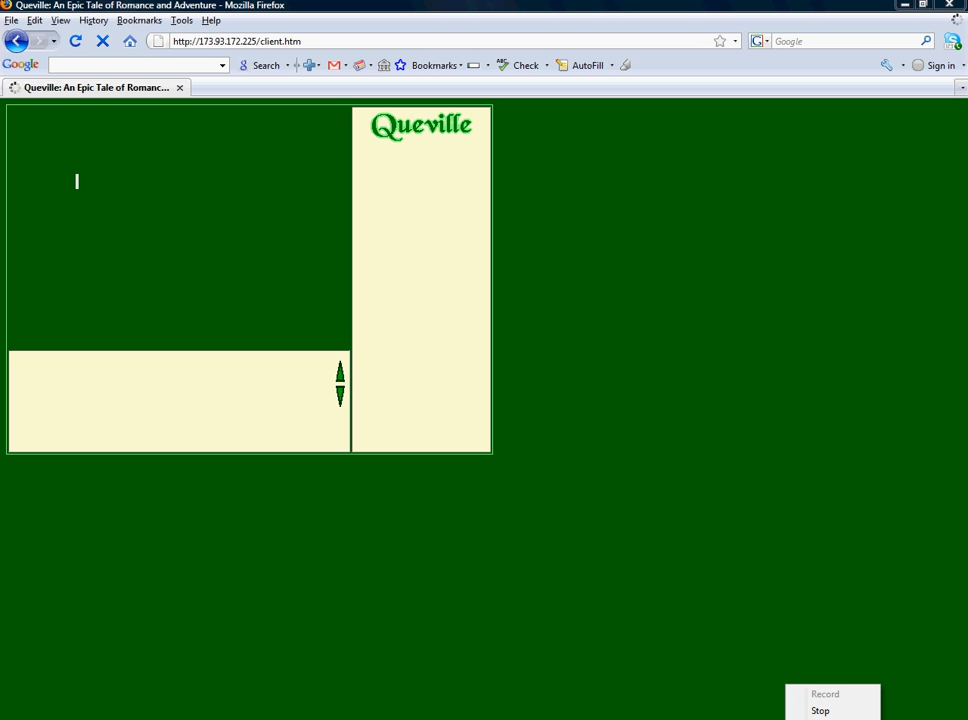 Queville: An Epic Tale of Romance and Adventure - Mozilla Firefox
File Edit View History Bookmarks Tools Help
http://173.93.172.225/client.htm
Google
Google
Search
Bookmarks
Check
AutoFill
Sign in
Queville: An Epic Tale of Romanc...
Queville
Record
Stop